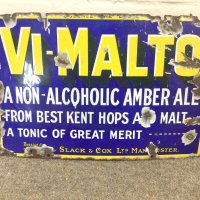 VI-MALTO
A NON-ALCOHOLIC AMBER ALE
FROM BEST KENT HOPS AND MALT
A TONIC OF GREAT MERIT
SLACK & COX LTD MANCHESTER.